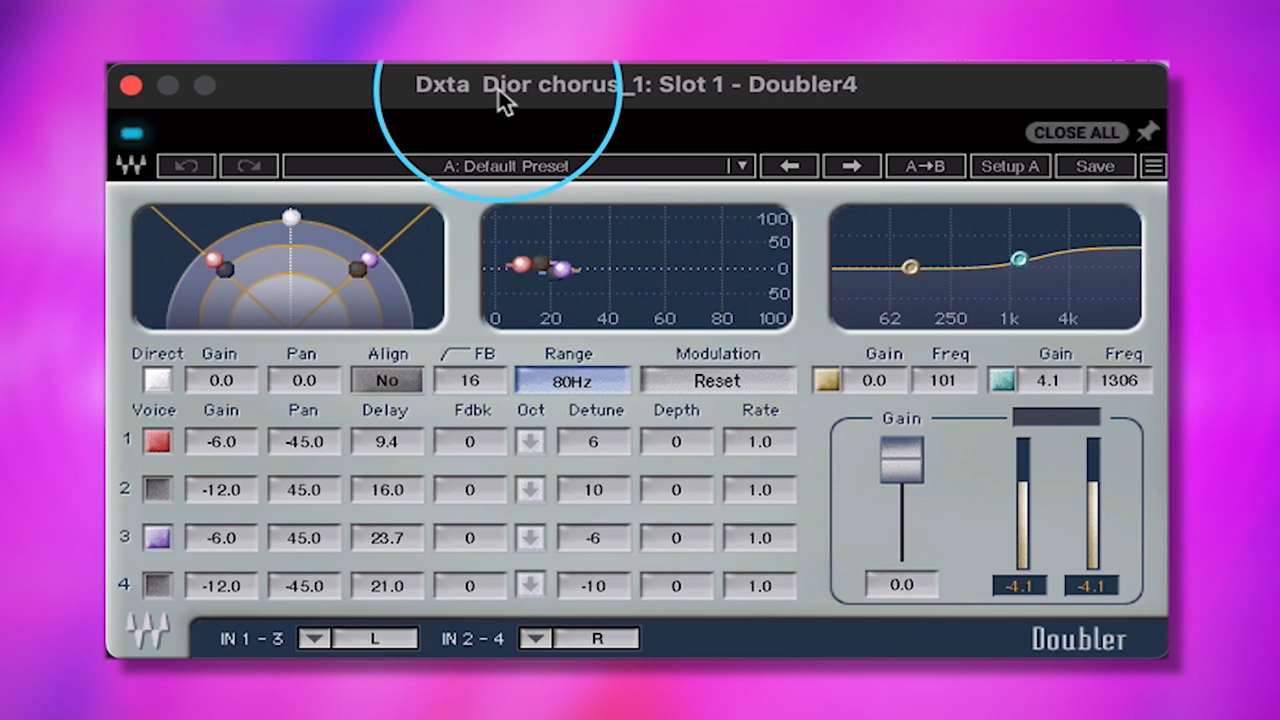 Dxta Dior chorus_1: Slot 1 - Doubler4
CLOSE ALL
A: Default Preset
A→B Setup A Save
100
50
0
50
0 20 40 60 80 100
62 250 1k 4k
Direct Gain Pan Align FB Range Modulation Gain Freq Gain Freq
0.0 0.0 No 16 80Hz Reset 0.0 101 4.1 1306
Voice Gain Pan Delay Fdbk Oct Detune Depth Rate
Gain
1 -6.0 -45.0 9.4 0 6 0 1.0
2 -12.0 45.0 16.0 0 10 0 1.0
3 -6.0 45.0 23.7 0 -6 0 1.0
4 -12.0 -45.0 21.0 0 -10 0 1.0
0.0 -4.1 -4.1
IN 1 - 3 L IN 2 - 4 R Doubler